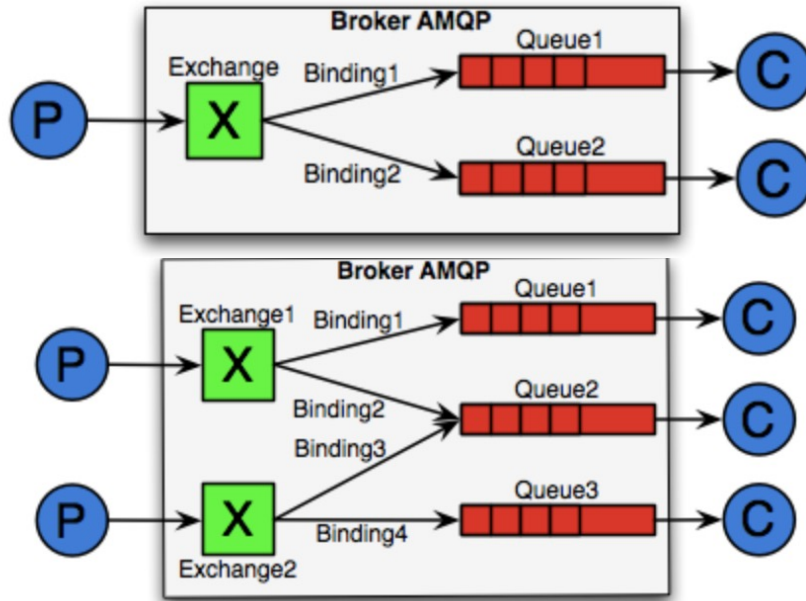 Broker AMQP
Exchange
Queue1
Binding1
P
X
C
Binding2
Queue2
C
Broker AMQP
Exchange1
Queue1
Binding1
P
X
C
Binding2
Queue2
C
Binding3
P
X
Binding4
Queue3
C
Exchange2